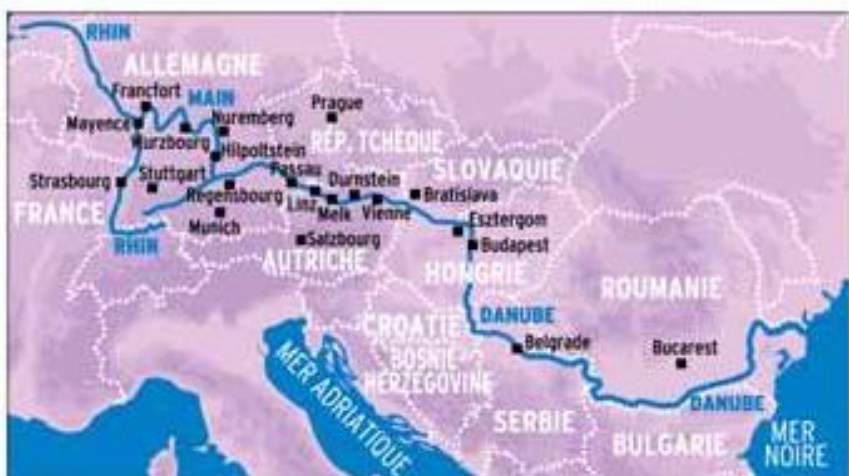 RHIN
ALLEMAGNE
Francfort
MAIN
Mayence
Nuremberg
Prague
Wurzbourg
RÉP. TCHÈQUE
Hilpoltstein
SLOVAQUIE
Strasbourg
Stuttgart
Regensbourg
Passau
Linz
Melk
Durnstein
Vienne
Bratislava
FRANCE
Munich
Esztergom
RHIN
Salzbourg
Budapest
AUTRICHE
HONGRIE
ROUMANIE
DANUBE
CROATIE
Belgrade
Bucarest
BOSNIE
HERZEGOVINE
MER ADRIATIQUE
DANUBE
SERBIE
BULGARIE
MER
NOIRE